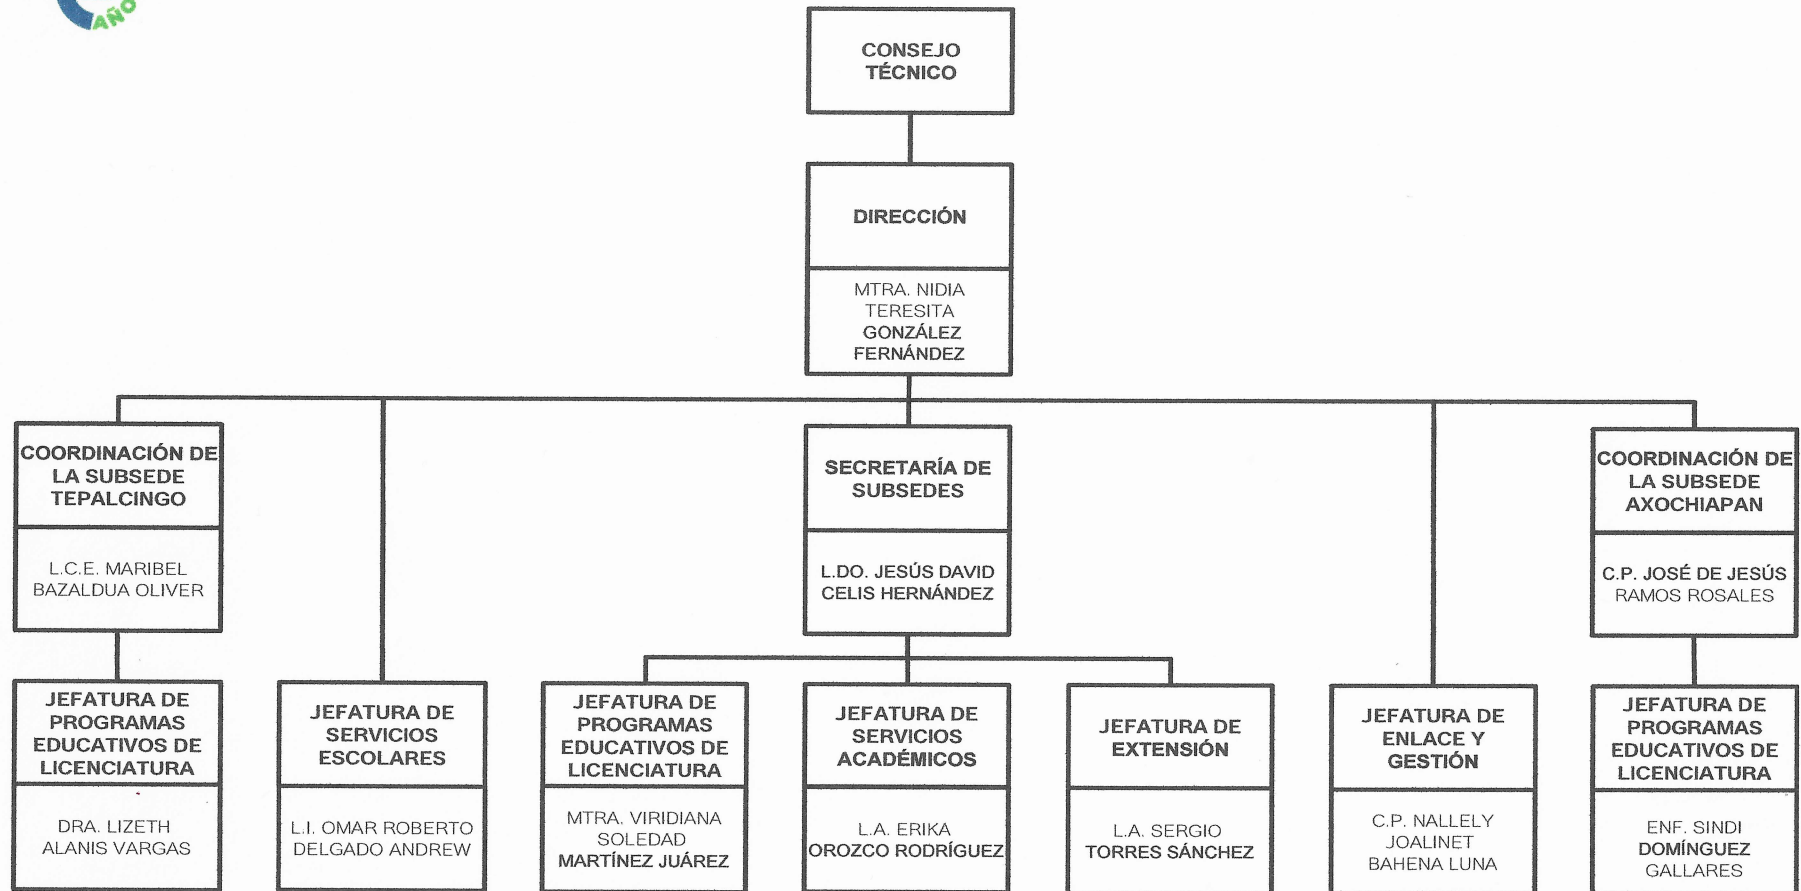 AÑO
CONSEJO
TÉCNICO
DIRECCIÓN
MTRA. NIDIA
TERESITA
GONZÁLEZ
FERNÁNDEZ
COORDINACIÓN DE
LA SUBSEDE
TEPALCINGO
L.C.E. MARIBEL
BAZALDUA OLIVER
SECRETARÍA DE
SUBSEDES
L.DO. JESÚS DAVID
CELIS HERNÁNDEZ
COORDINACIÓN DE
LA SUBSEDE
AXOCHIAPAN
C.P. JOSÉ DE JESÚS
RAMOS ROSALES
JEFATURA DE
PROGRAMAS
EDUCATIVOS DE
LICENCIATURA
DRA. LIZETH
ALANIS VARGAS
JEFATURA DE
SERVICIOS
ESCOLARES
L.I. OMAR ROBERTO
DELGADO ANDREW
JEFATURA DE
PROGRAMAS
EDUCATIVOS DE
LICENCIATURA
MTRA. VIRIDIANA
SOLEDAD
MARTÍNEZ JUÁREZ
JEFATURA DE
SERVICIOS
ACADÉMICOS
L.A. ERIKA
OROZCO RODRÍGUEZ
JEFATURA DE
EXTENSIÓN
L.A. SERGIO
TORRES SÁNCHEZ
JEFATURA DE
ENLACE Y
GESTIÓN
C.P. NALLELY
JOALINET
BAHENA LUNA
JEFATURA DE
PROGRAMAS
EDUCATIVOS DE
LICENCIATURA
ENF. SINDI
DOMÍNGUEZ
GALLARES